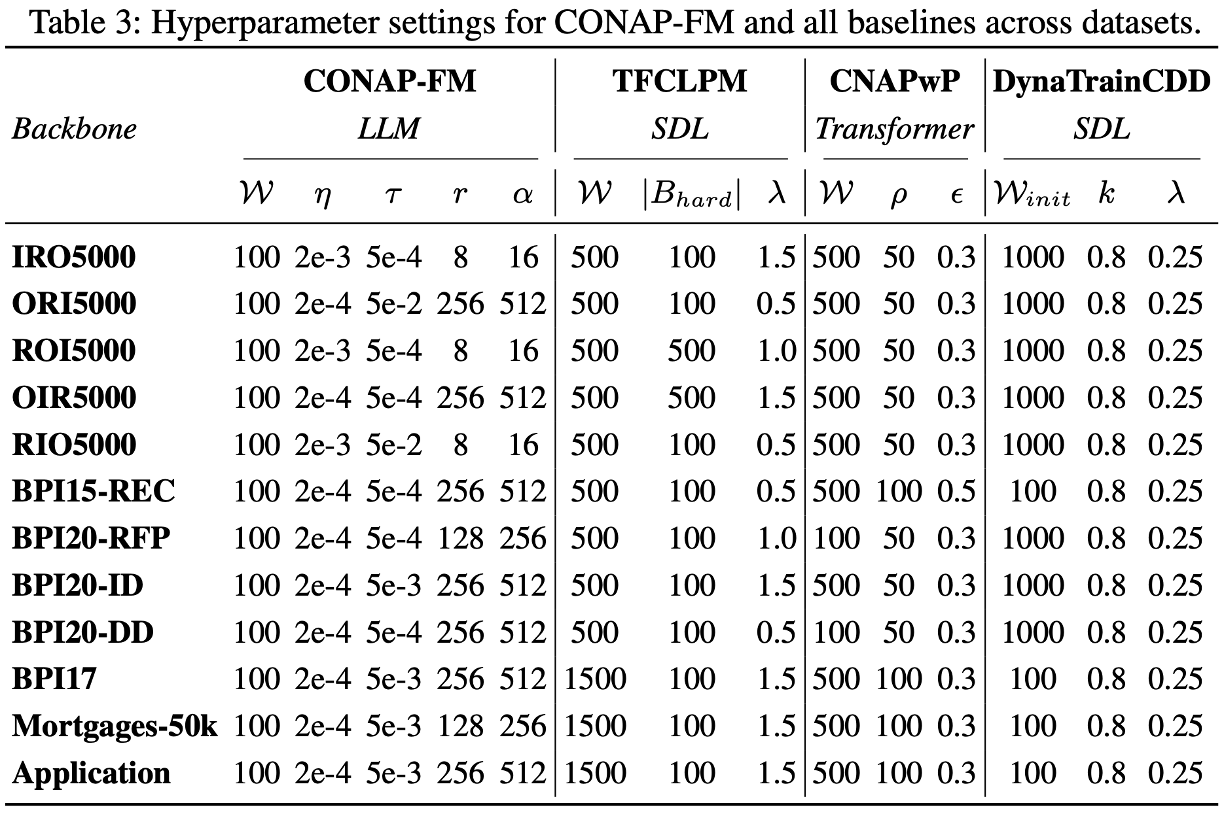 Table 3: Hyperparameter settings for CONAP-FM and all baselines across datasets.
CONAP-FM TFCLPM CNAPwP DynaTrainCDD
Backbone LLM SDL Transformer SDL
𝒲 η τ r α 𝒲 |B_hard| λ 𝒲 ρ ϵ 𝒲_init k λ
IRO5000 100 2e-3 5e-4 8 16 500 100 1.5 500 50 0.3 1000 0.8 0.25
ORI5000 100 2e-4 5e-2 256 512 500 100 0.5 500 50 0.3 1000 0.8 0.25
ROI5000 100 2e-3 5e-4 8 16 500 500 1.0 500 50 0.3 1000 0.8 0.25
OIR5000 100 2e-4 5e-4 256 512 500 500 1.5 500 50 0.3 1000 0.8 0.25
RIO5000 100 2e-3 5e-2 8 16 500 100 0.5 500 50 0.3 1000 0.8 0.25
BPI15-REC 100 2e-4 5e-4 256 512 500 100 0.5 500 100 0.5 100 0.8 0.25
BPI20-RFP 100 2e-4 5e-4 128 256 500 100 1.0 100 50 0.3 1000 0.8 0.25
BPI20-ID 100 2e-4 5e-3 256 512 500 100 1.5 500 50 0.3 1000 0.8 0.25
BPI20-DD 100 2e-4 5e-4 256 512 500 100 0.5 100 50 0.3 1000 0.8 0.25
BPI17 100 2e-4 5e-3 256 512 1500 100 1.5 500 100 0.3 100 0.8 0.25
Mortgages-50k 100 2e-4 5e-3 128 256 1500 100 1.5 500 100 0.3 100 0.8 0.25
Application 100 2e-4 5e-3 256 512 1500 100 1.5 500 100 0.3 100 0.8 0.25